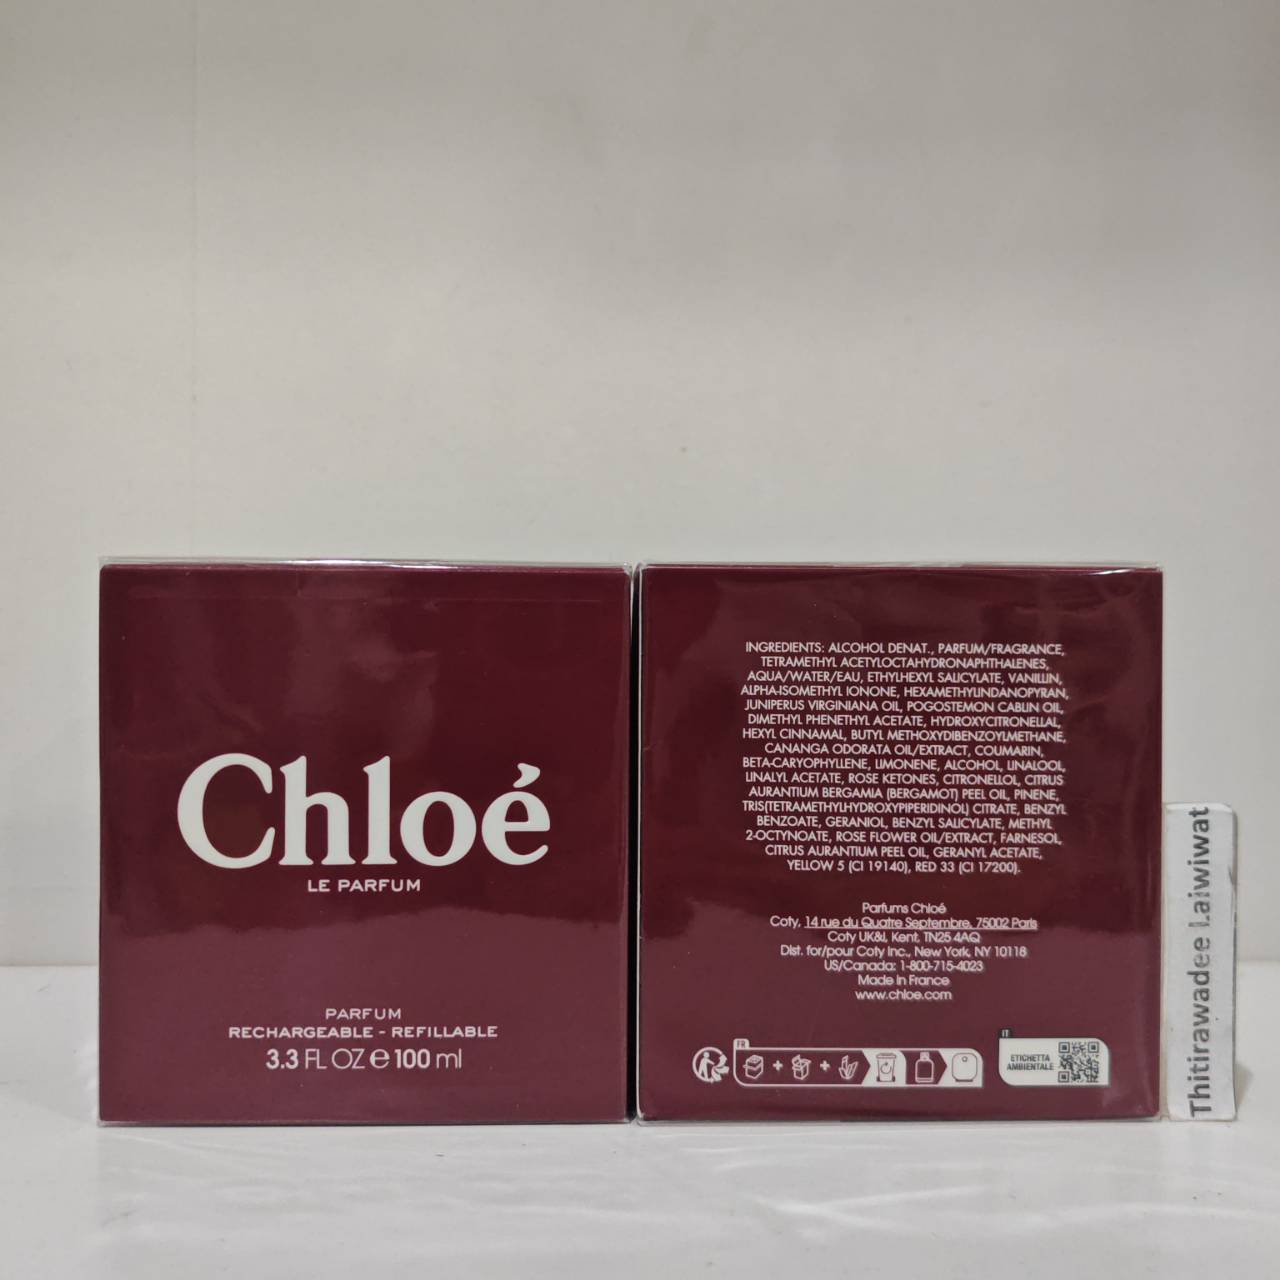 Chloé
LE PARFUM
PARFUM
RECHARGEABLE - REFILLABLE
3.3 FL OZ e 100 ml
INGREDIENTS: ALCOHOL DENAT., PARFUM/FRAGRANCE,
TETRAMETHYL ACETYLOCTAHYDRONAPHTHALENES,
AQUA/WATER/EAU, ETHYLHEXYL SALICYLATE, VANILLIN,
ALPHA-ISOMETHYL IONONE, HEXAMETHYLINDANOPYRAN,
JUNIPERUS VIRGINIANA OIL, POGOSTEMON CABLIN OIL,
DIMETHYL PHENETHYL ACETATE, HYDROXYCITRONELLAL,
HEXYL CINNAMAL, BUTYL METHOXYDIBENZOYLMETHANE,
CANANGA ODORATA OIL/EXTRACT, COUMARIN,
BETA-CARYOPHYLLENE, LIMONENE, ALCOHOL, LINALOOL,
LINALYL ACETATE, ROSE KETONES, CITRONELLOL, CITRUS
AURANTIUM BERGAMIA (BERGAMOT) PEEL OIL, PINENE,
TRIS(TETRAMETHYLHYDROXYPIPERIDINOL) CITRATE, BENZYL
BENZOATE, GERANIOL, BENZYL SALICYLATE, METHYL
2-OCTYNOATE, ROSE FLOWER OIL/EXTRACT, FARNESOL,
CITRUS AURANTIUM PEEL OIL, GERANYL ACETATE,
YELLOW 5 (CI 19140), RED 33 (CI 17200).
Parfums Chloé
Coty, 14 rue du Quatre Septembre, 75002 Paris
Coty UK&I, Kent, TN25 4AQ
Dist. for/pour Coty Inc., New York, NY 10118
US/Canada: 1-800-715-4023
Made in France
www.chloe.com
FR
IT
ETICHETTA
AMBIENTALE
Thitirawadee Laiwiwat